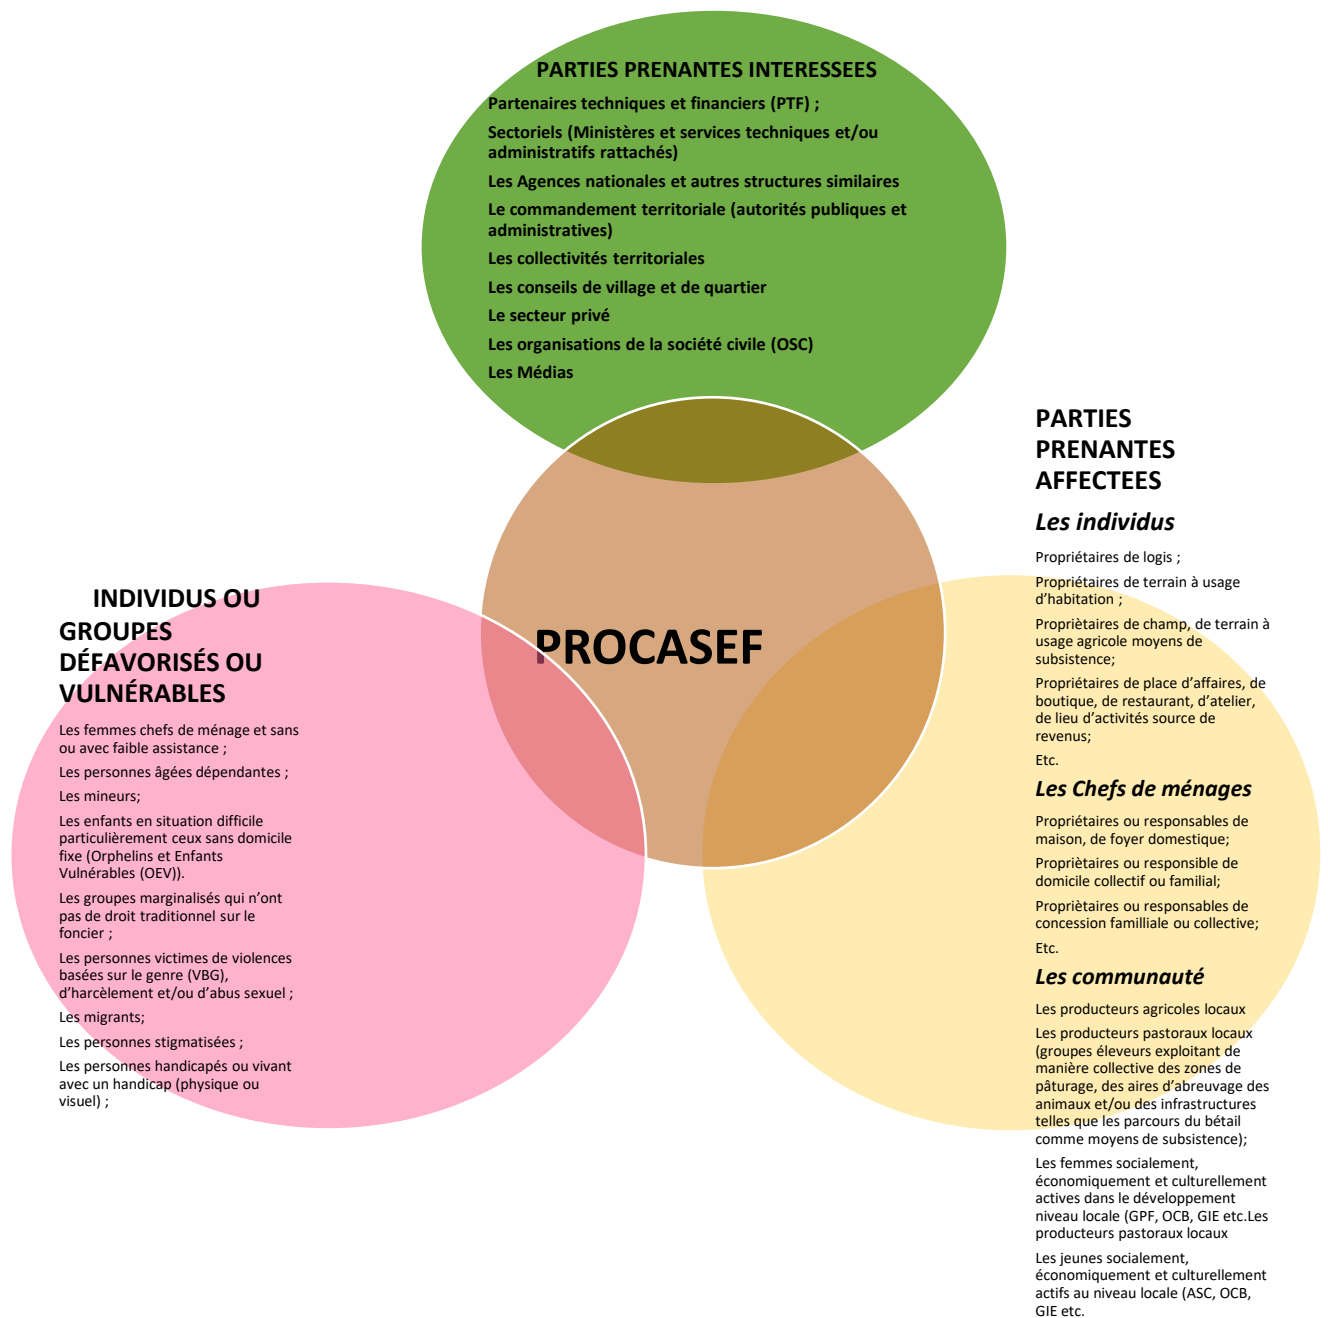 PARTIES PRENANTES INTERESSEES
Partenaires techniques et financiers (PTF) ;
Sectoriels (Ministères et services techniques et/ou
administratifs rattachés)
Les Agences nationales et autres structures similaires
Le commandement territoriale (autorités publiques et
administratives)
Les collectivités territoriales
Les conseils de village et de quartier
Le secteur privé
Les organisations de la société civile (OSC)
Les Médias
PARTIES
PRENANTES
AFFECTEES
Les individus
Propriétaires de logis ;
Propriétaires de terrain à usage
d'habitation ;
Propriètaires de champ, de terrain à
usage agricole moyens de
subsistence;
Propriétaires de place d'affaires, de
boutique, de restaurant, d'atelier,
de lieu d'activités source de
revenus;
Etc.
Les Chefs de ménages
Propriétaires ou responsables de
maison, de foyer domestique;
Propriètaires ou responsible de
domicile collectif ou familial;
Propriètaires ou responsables de
concession familliale ou collective;
Etc.
Les communauté
Les producteurs agricoles locaux
Les producteurs pastoraux locaux
(groupes éleveurs exploitant de
manière collective des zones de
pâturage, des aires d'abreuvage des
animaux et/ou des infrastructures
telles que les parcours du bétail
comme moyens de subsistence);
Les femmes socialement,
économiquement et culturellement
actives dans le développement
niveau locale (GPF, OCB, GIE etc.Les
producteurs pastoraux locaux
Les jeunes socialement,
économiquement et culturellement
actifs au niveau locale (ASC, OCB,
GIE etc.
INDIVIDUS OU
GROUPES
DÉFAVORISÉS OU
VULNÉRABLES
Les femmes chefs de ménage et sans
ou avec faible assistance ;
Les personnes âgées dépendantes ;
Les mineurs;
Les enfants en situation difficile
particulièrement ceux sans domicile
fixe (Orphelins et Enfants
Vulnérables (OEV)).
Les groupes marginalisés qui n'ont
pas de droit traditionnel sur le
foncier ;
Les personnes victimes de violences
basées sur le genre (VBG),
d'harcèlement et/ou d'abus sexuel ;
Les migrants;
Les personnes stigmatisées ;
Les personnes handicapés ou vivant
avec un handicap (physique ou
visuel) ;
PROCASEF